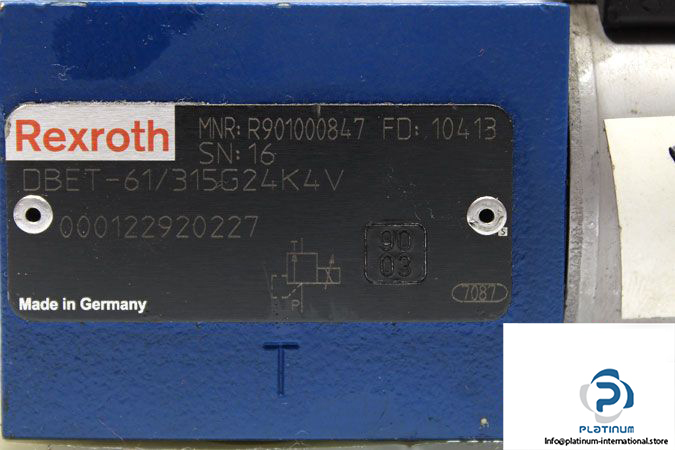 Rexroth
MNR: R901000847 FD: 10413
SN: 16
DBET-61/315G24K4V
000122920227
90
03
T
P
7087
Made in Germany
T
S
PLATINUM
Info@platinum-international.store